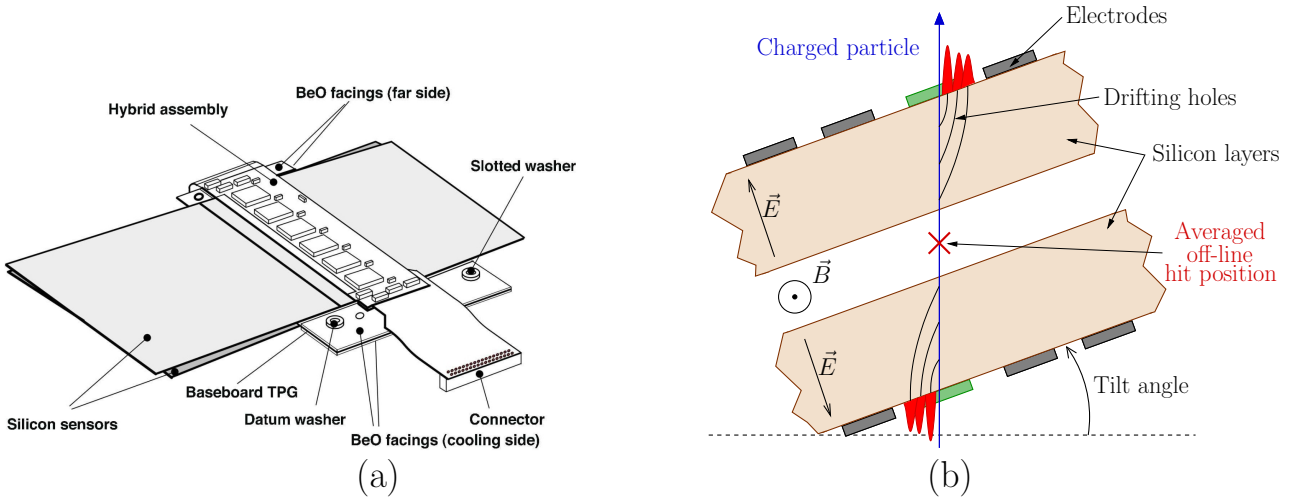 BeO facings (far side)
Hybrid assembly
Slotted washer
Baseboard TPG
Datum washer
Silicon sensors
Connector
BeO facings (cooling side)
(a)
Electrodes
Charged particle
Drifting holes
Silicon layers
E
Averaged
off-line
hit position
B
E
Tilt angle
(b)